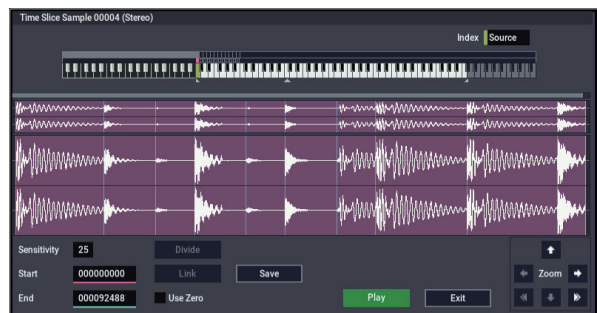 Time Slice Sample 00004 (Stereo)
Index Source
Sensitivity 25 Divide
Start 000000000 Link Save
Zoom
End 000092488 Use Zero Play Exit